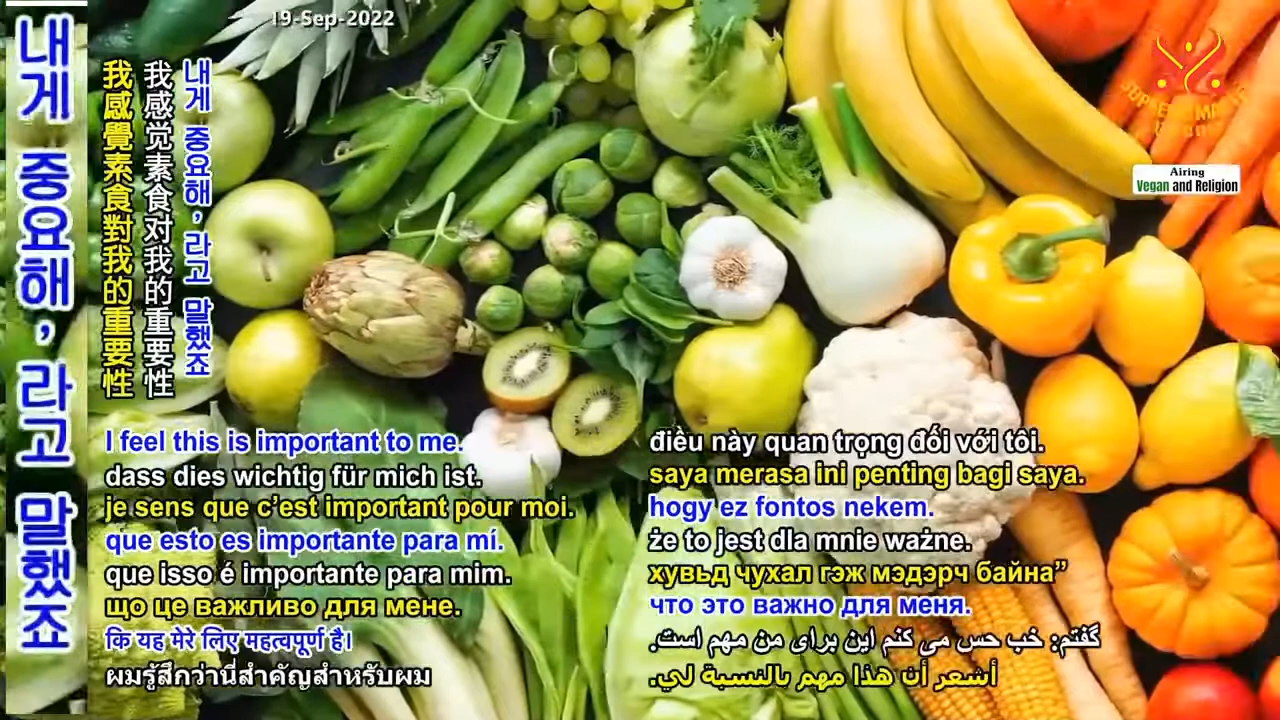 19-Sep-2022
내게 중요해, 라고 말했죠
我感覺素食對我的重要性
我感觉素食对我的重要性
내게 중요해, 라고 말했죠
Airing
Vegan and Religion
I feel this is important to me.
dass dies wichtig für mich ist.
je sens que c’est important pour moi.
que esto es importante para mí.
que isso é importante para mim.
що це важливо для мене.
कि यह मेरे लिए महत्वपूर्ण है।
ผมรู้สึกว่านี่สำคัญสำหรับผม
điều này quan trọng đối với tôi.
saya merasa ini penting bagi saya.
hogy ez fontos nekem.
że to jest dla mnie ważne.
хувьд чухал гэж мэдэрч байна”
что это важно для меня.
گفتم: خب حس می کنم این برای من مهم است.
أشعر أن هذا مهم بالنسبة لي.